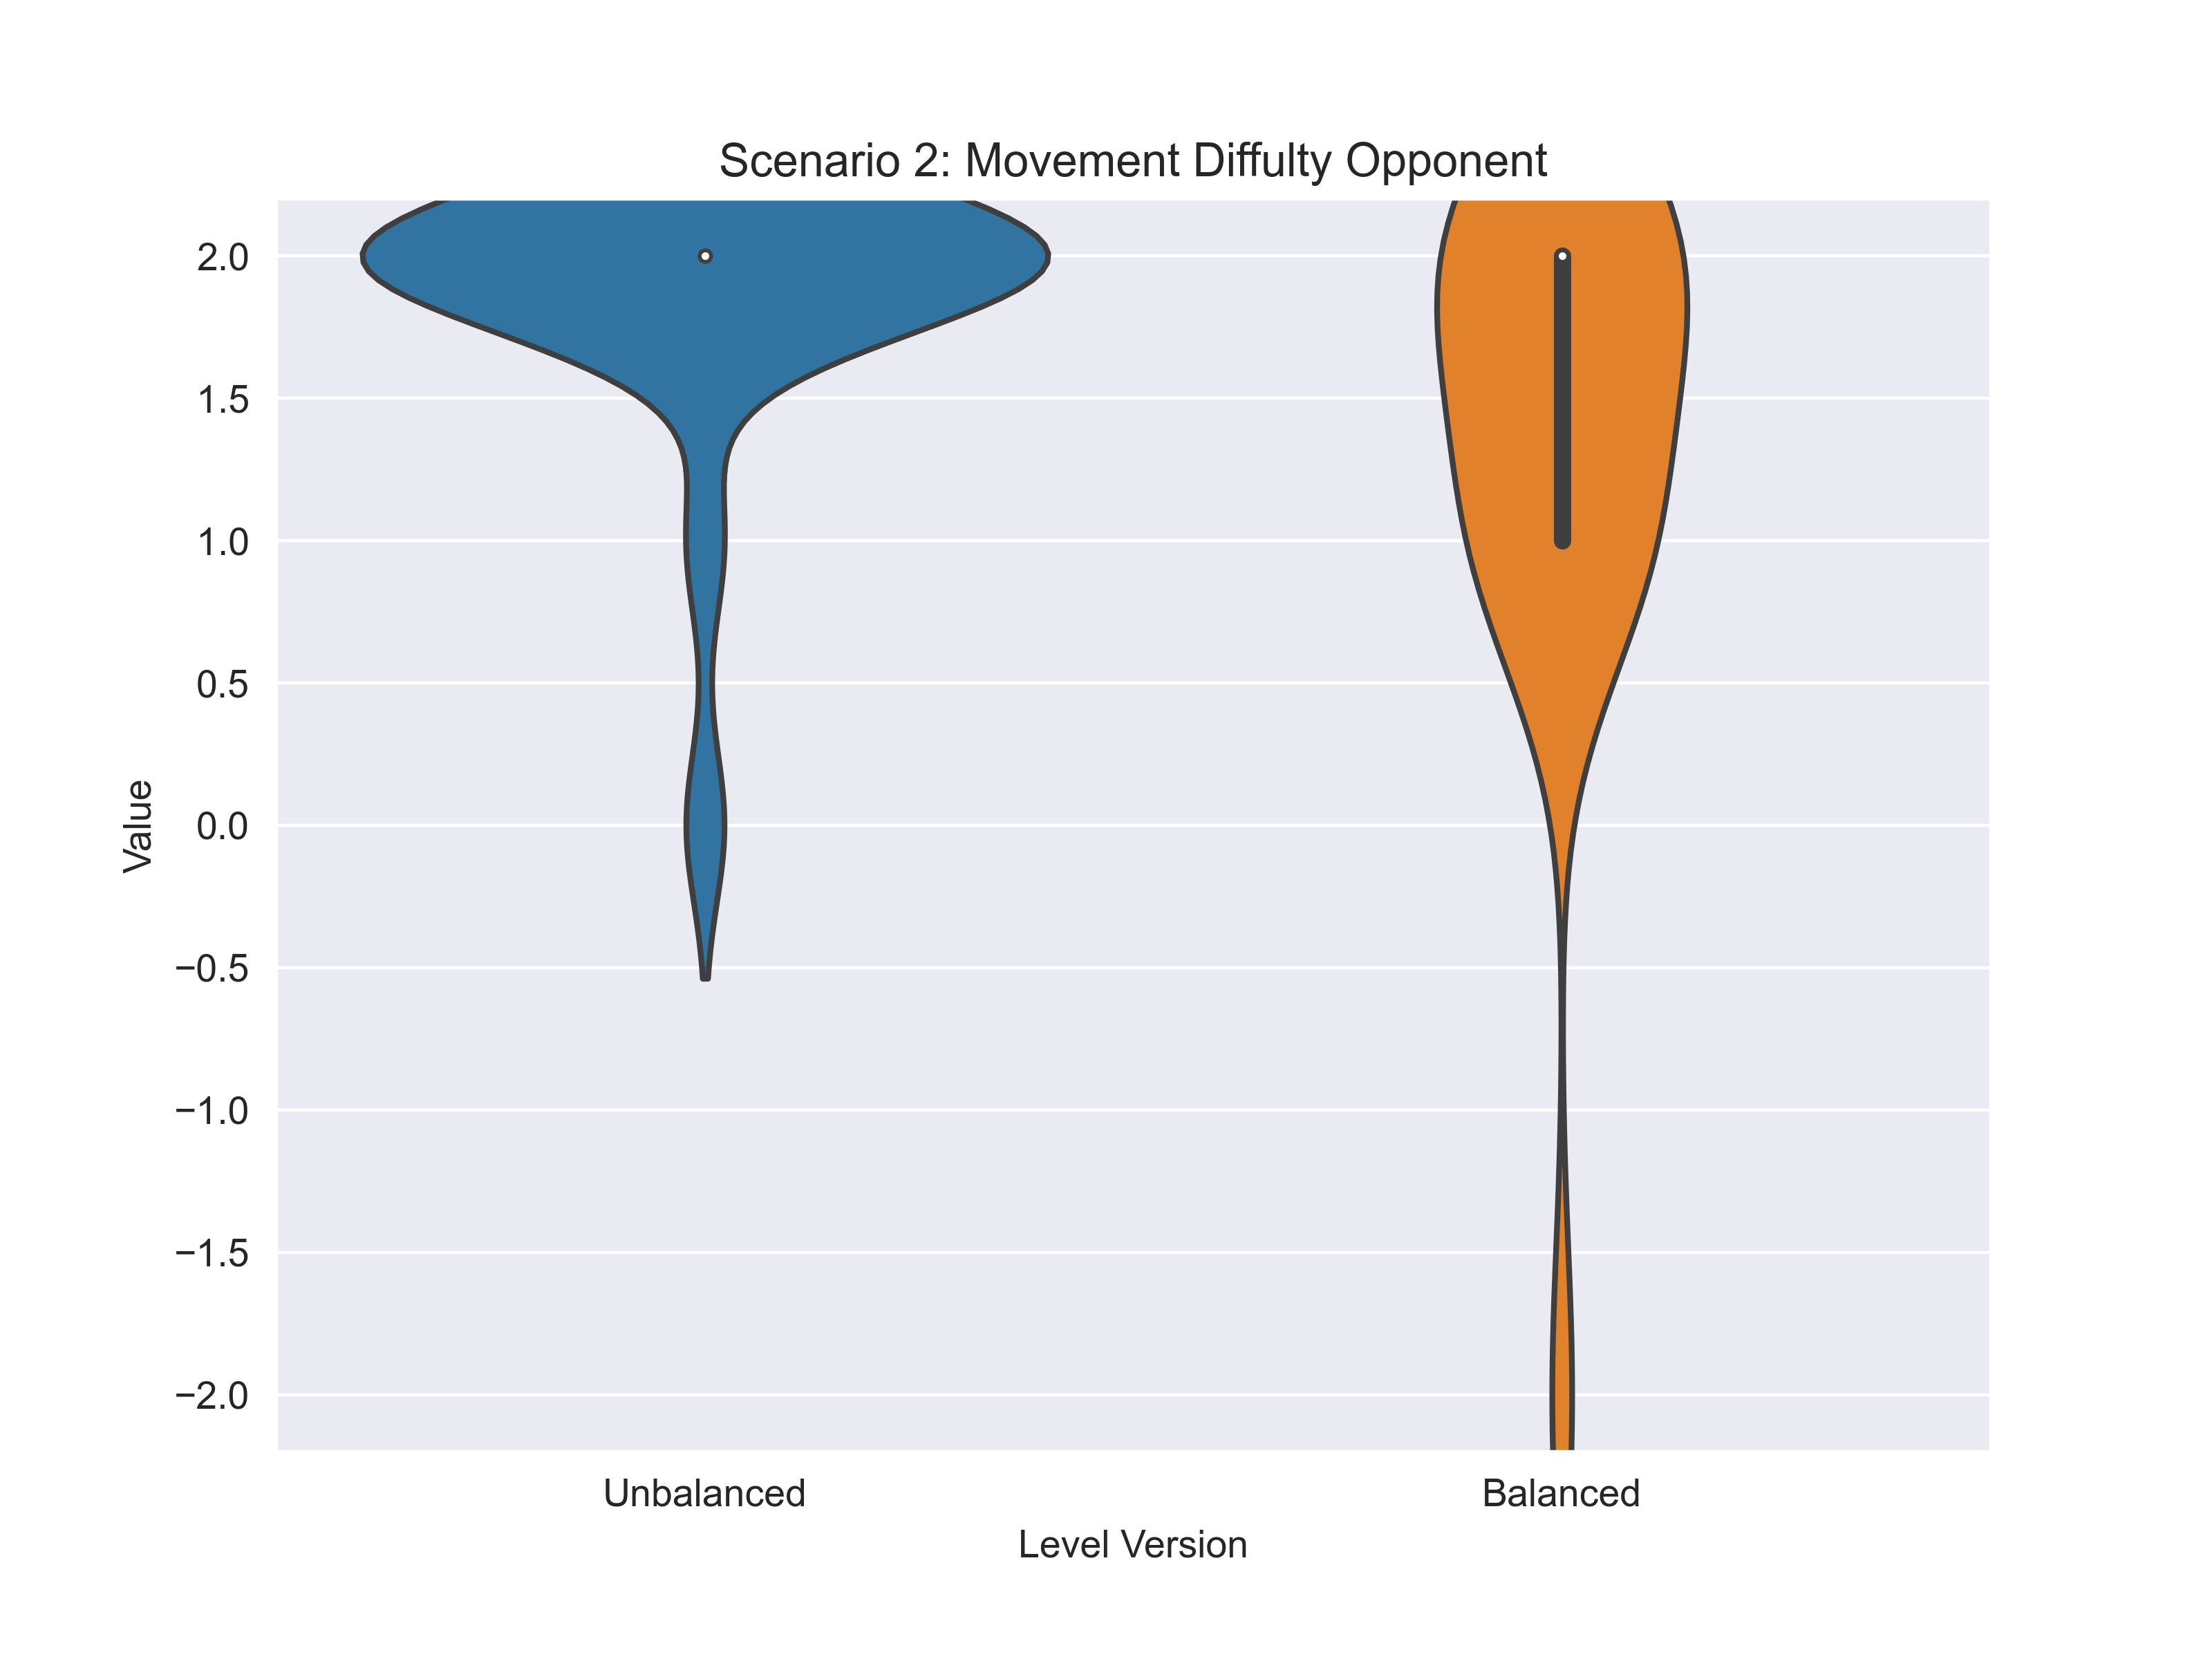 Scenario 2: Movement Diffulty Opponent
2.0
1.5
1.0
0.5
0.0
−0.5
−1.0
−1.5
−2.0
Value
Unbalanced Balanced
Level Version